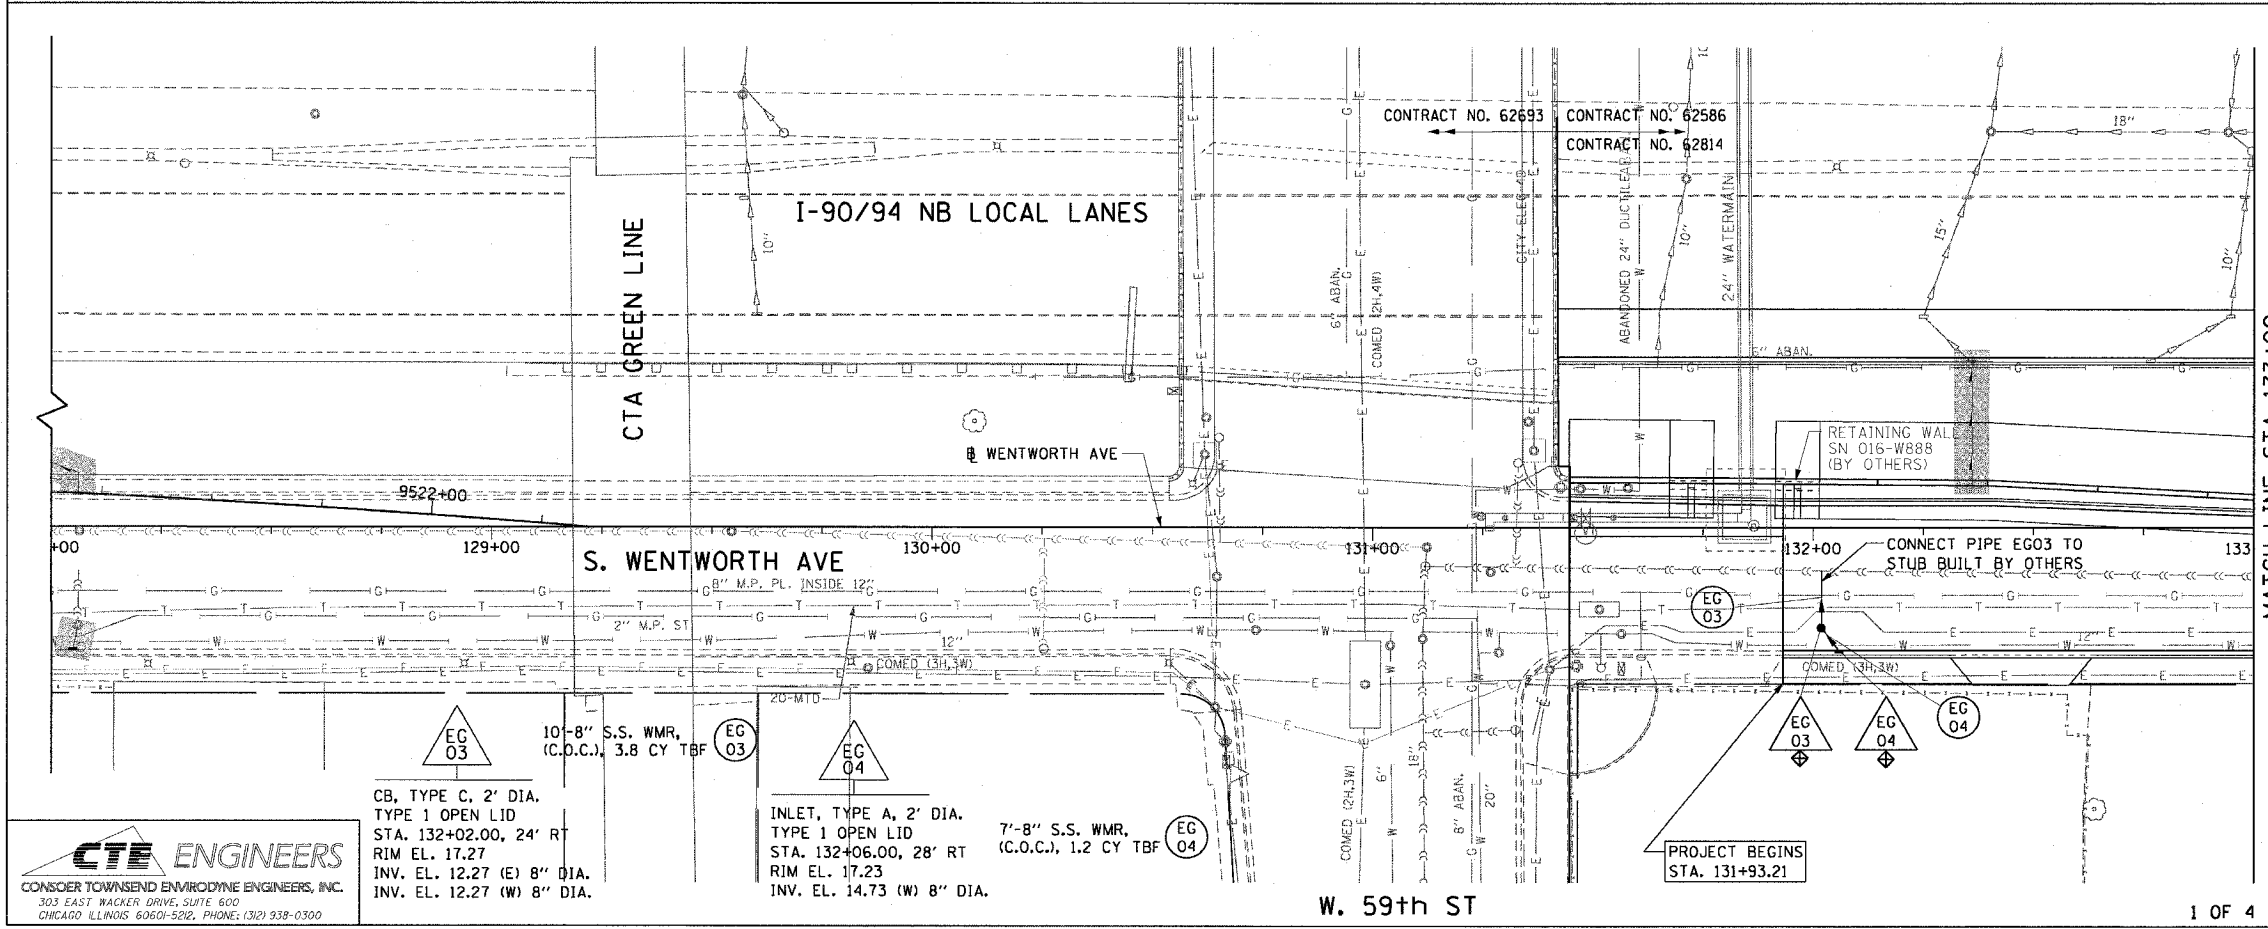 CONTRACT NO. 62693
CONTRACT NO. 62586
CONTRACT NO. 62814
18"
I-90/94 NB LOCAL LANES
CTA GREEN LINE
10"
6" ABAN.
COMED (2H,4W)
CITY ELEC
ABANDONED 24" DUCTILE
10"
24" WATERMAIN
15"
10"
6" ABAN.
RETAINING WALL
SN 016-W888
(BY OTHERS)
℄ WENTWORTH AVE
9522+00
+00
129+00
130+00
131+00
132+00
133
MATCH LINE STA 133+00
S. WENTWORTH AVE
CONNECT PIPE EG03 TO
STUB BUILT BY OTHERS
8" M.P. PL. INSIDE 12"
2" M.P. ST
12"
COMED (3H,3W)
20-MTD
EG
03
12"
COMED (3H,3W)
EG
03
EG
04
EG
04
EG
03
10'-8" S.S. WMR,
(C.O.C.), 3.8 CY TBF
EG
03
CB, TYPE C, 2' DIA.
TYPE 1 OPEN LID
STA. 132+02.00, 24' RT
RIM EL. 17.27
INV. EL. 12.27 (E) 8" DIA.
INV. EL. 12.27 (W) 8" DIA.
EG
04
INLET, TYPE A, 2' DIA.
TYPE 1 OPEN LID
STA. 132+06.00, 28' RT
RIM EL. 17.23
INV. EL. 14.73 (W) 8" DIA.
7'-8" S.S. WMR,
(C.O.C.), 1.2 CY TBF
EG
04
COMED (2H,3W)
6"
18"
8" ABAN.
20"
PROJECT BEGINS
STA. 131+93.21
W. 59th ST
CTE ENGINEERS
CONSOER TOWNSEND ENVIRODYNE ENGINEERS, INC.
303 EAST WACKER DRIVE, SUITE 600
CHICAGO ILLINOIS 60601-5212, PHONE: (312) 938-0300
1 OF 4